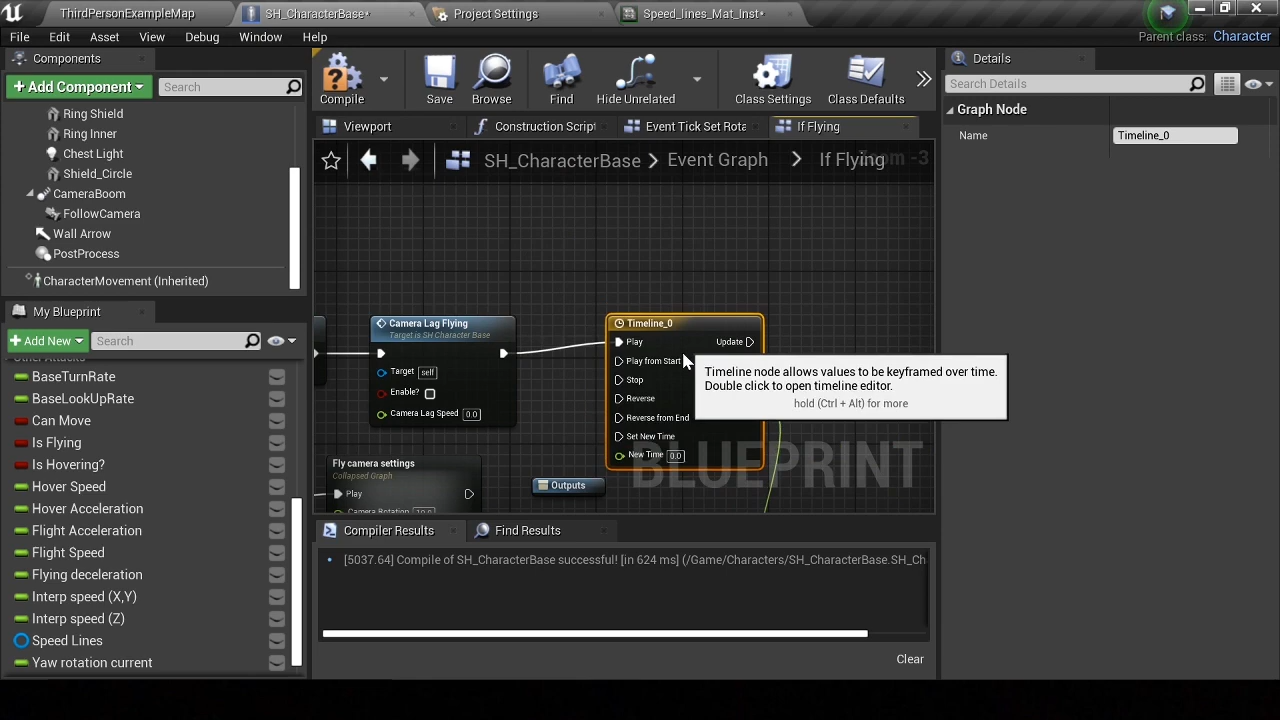 ThirdPersonExampleMap
SH_CharacterBase*
Project Settings
Speed_lines_Mat_Inst*
File Edit Asset View Debug Window Help
Parent class: Character
Components
+ Add Component
Search
Ring Shield
Ring Inner
Chest Light
Shield_Circle
CameraBoom
FollowCamera
Wall Arrow
PostProcess
CharacterMovement (Inherited)
My Blueprint
+ Add New
Search
BaseTurnRate
BaseLookUpRate
Can Move
Is Flying
Is Hovering?
Hover Speed
Hover Acceleration
Flight Acceleration
Flight Speed
Flying deceleration
Interp speed (X,Y)
Interp speed (Z)
Speed Lines
Yaw rotation current
Compile
Save
Browse
Find
Hide Unrelated
Class Settings
Class Defaults
Viewport
Construction Script
Event Tick Set Rota
If Flying
SH_CharacterBase > Event Graph > If Flying
Zoom -3
Camera Lag Flying
Target is SH Character Base
Target self
Enable?
Camera Lag Speed 0.0
Timeline_0
Play Update
Play from Start
Stop
Reverse
Reverse from End
Set New Time
New Time 0.0
Timeline node allows values to be keyframed over time.
Double click to open timeline editor.
hold (Ctrl + Alt) for more
Fly camera settings
Collapsed Graph
Play
Outputs
BLUEPRINT
Compiler Results
Find Results
[5037.64] Compile of SH_CharacterBase successful! [in 624 ms] (/Game/Characters/SH_CharacterBase.SH_Ch
Clear
Details
Search Details
Graph Node
Name Timeline_0